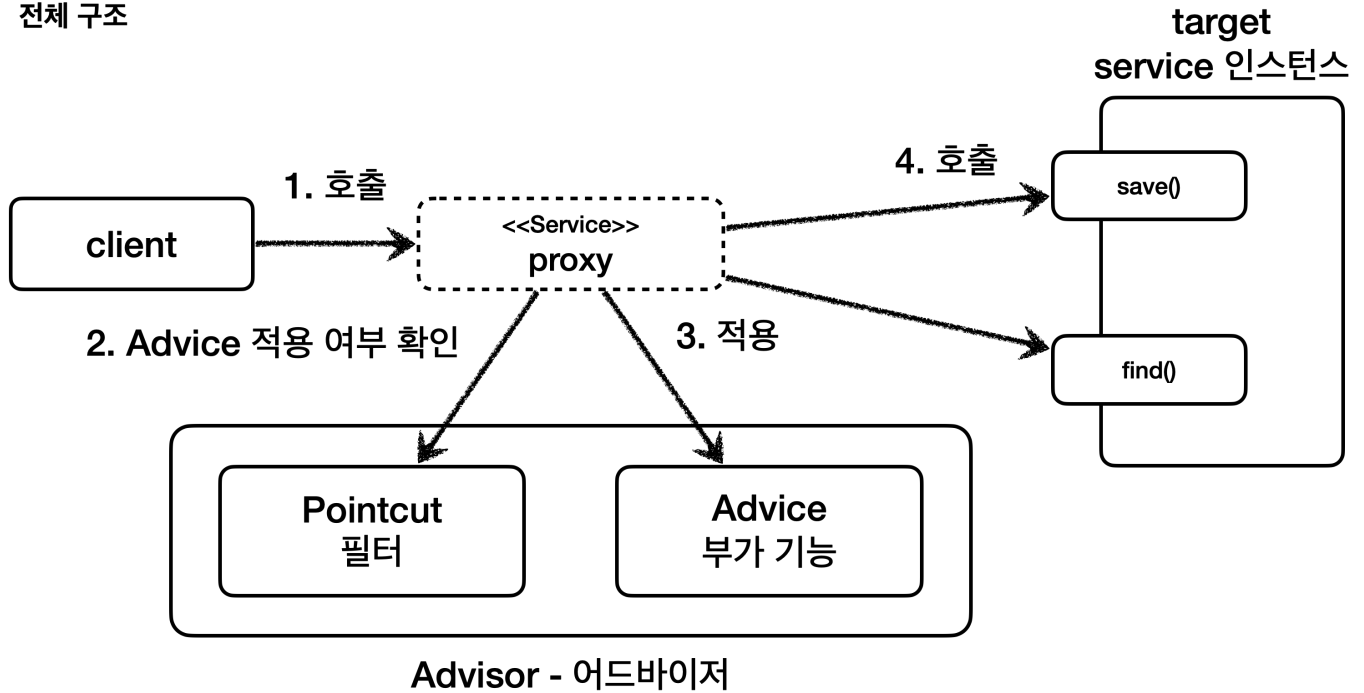 전체 구조
target
service 인스턴스
1. 호출
4. 호출
save()
client
<<Service>>
proxy
2. Advice 적용 여부 확인
3. 적용
find()
Pointcut
필터
Advice
부가 기능
Advisor - 어드바이저